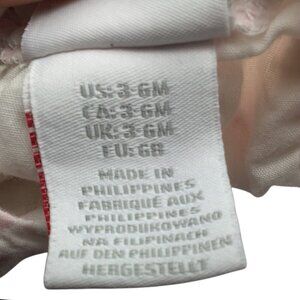 US: 3-6M
CA: 3-6M
UK: 3-6M
EU: 68
MADE IN
PHILIPPINES
FABRIQUÉ AUX
PHILIPPINES
WYPRODUKOWANO
NA FILIPINACH
AUF DEN PHILIPPINEN
HERGESTELLT